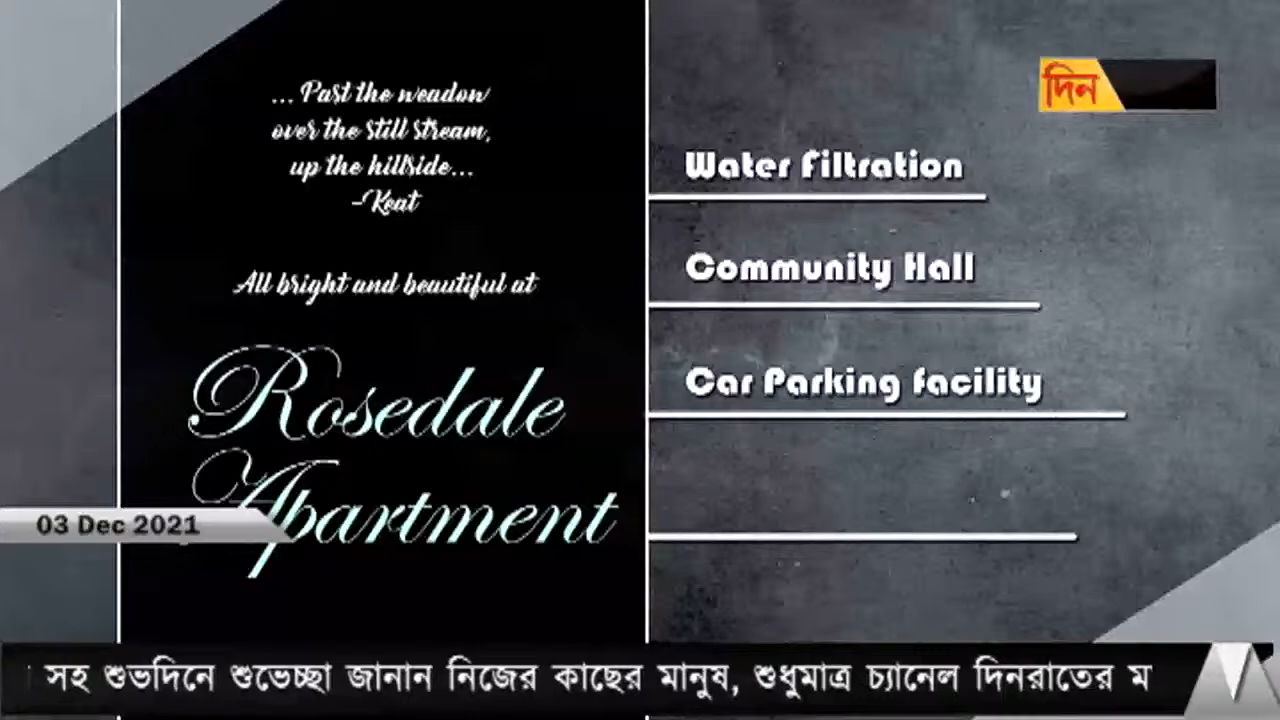 ... Past the weadow
over the still stream,
up the hillside...
-Keat
All bright and beautiful at
Rosedale
Apartment
দিন
Water Filtration
Community Hall
Car Parking facility
03 Dec 2021
সহ শুভদিনে শুভেচ্ছা জানান নিজের কাছের মানুষ, শুধুমাত্র চ্যানেল দিনরাতের ম